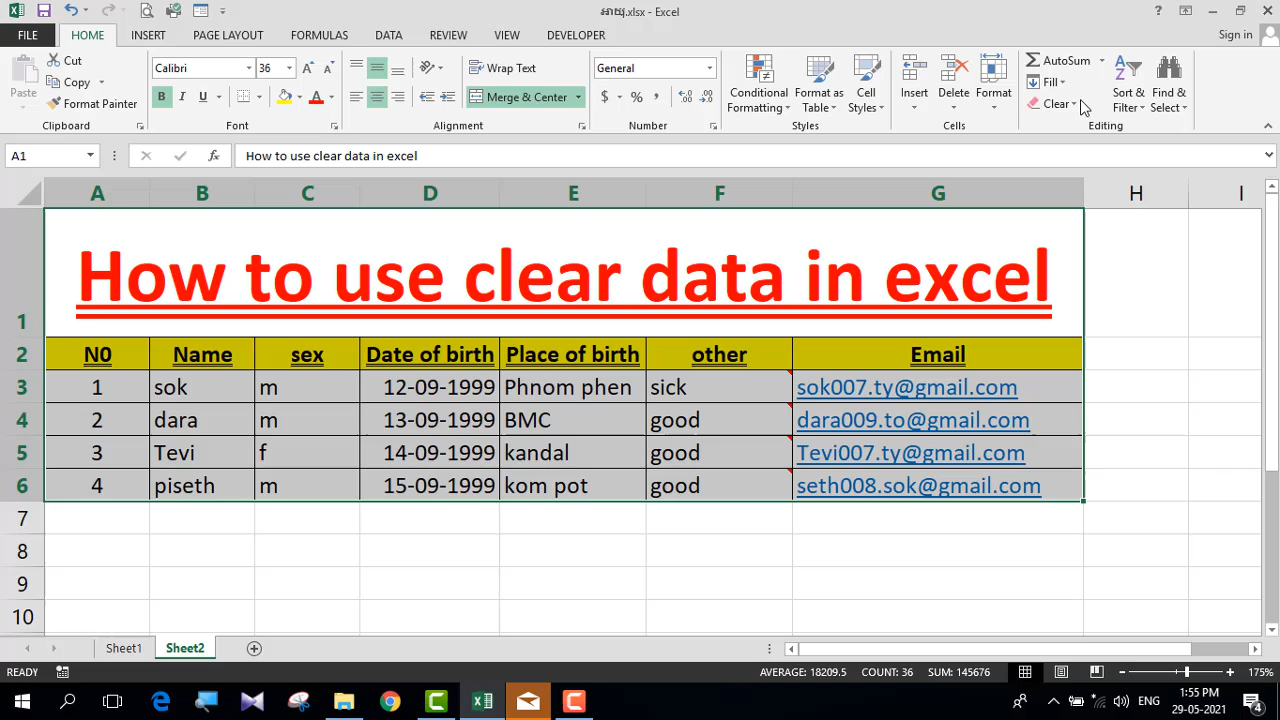 អាយុ.xlsx - Excel
Sign in
FILE HOME INSERT PAGE LAYOUT FORMULAS DATA REVIEW VIEW DEVELOPER
Paste
Cut
Copy
Format Painter
Clipboard
Calibri 36
B I U
Font
Wrap Text
Merge & Center
Alignment
General
$ % ,
Number
Conditional Formatting
Format as Table
Cell Styles
Styles
Insert Delete Format
Cells
AutoSum
Fill
Clear
Sort & Filter
Find & Select
Editing
A1 fx How to use clear data in excel
A B C D E F G H I
1 How to use clear data in excel
2 N0 Name sex Date of birth Place of birth other Email
3 1 sok m 12-09-1999 Phnom phen sick sok007.ty@gmail.com
4 2 dara m 13-09-1999 BMC good dara009.to@gmail.com
5 3 Tevi f 14-09-1999 kandal good Tevi007.ty@gmail.com
6 4 piseth m 15-09-1999 kom pot good seth008.sok@gmail.com
7
8
9
10
Sheet1 Sheet2
READY AVERAGE: 18209.5 COUNT: 36 SUM: 145676 175%
ENG 1:55 PM
29-05-2021 4